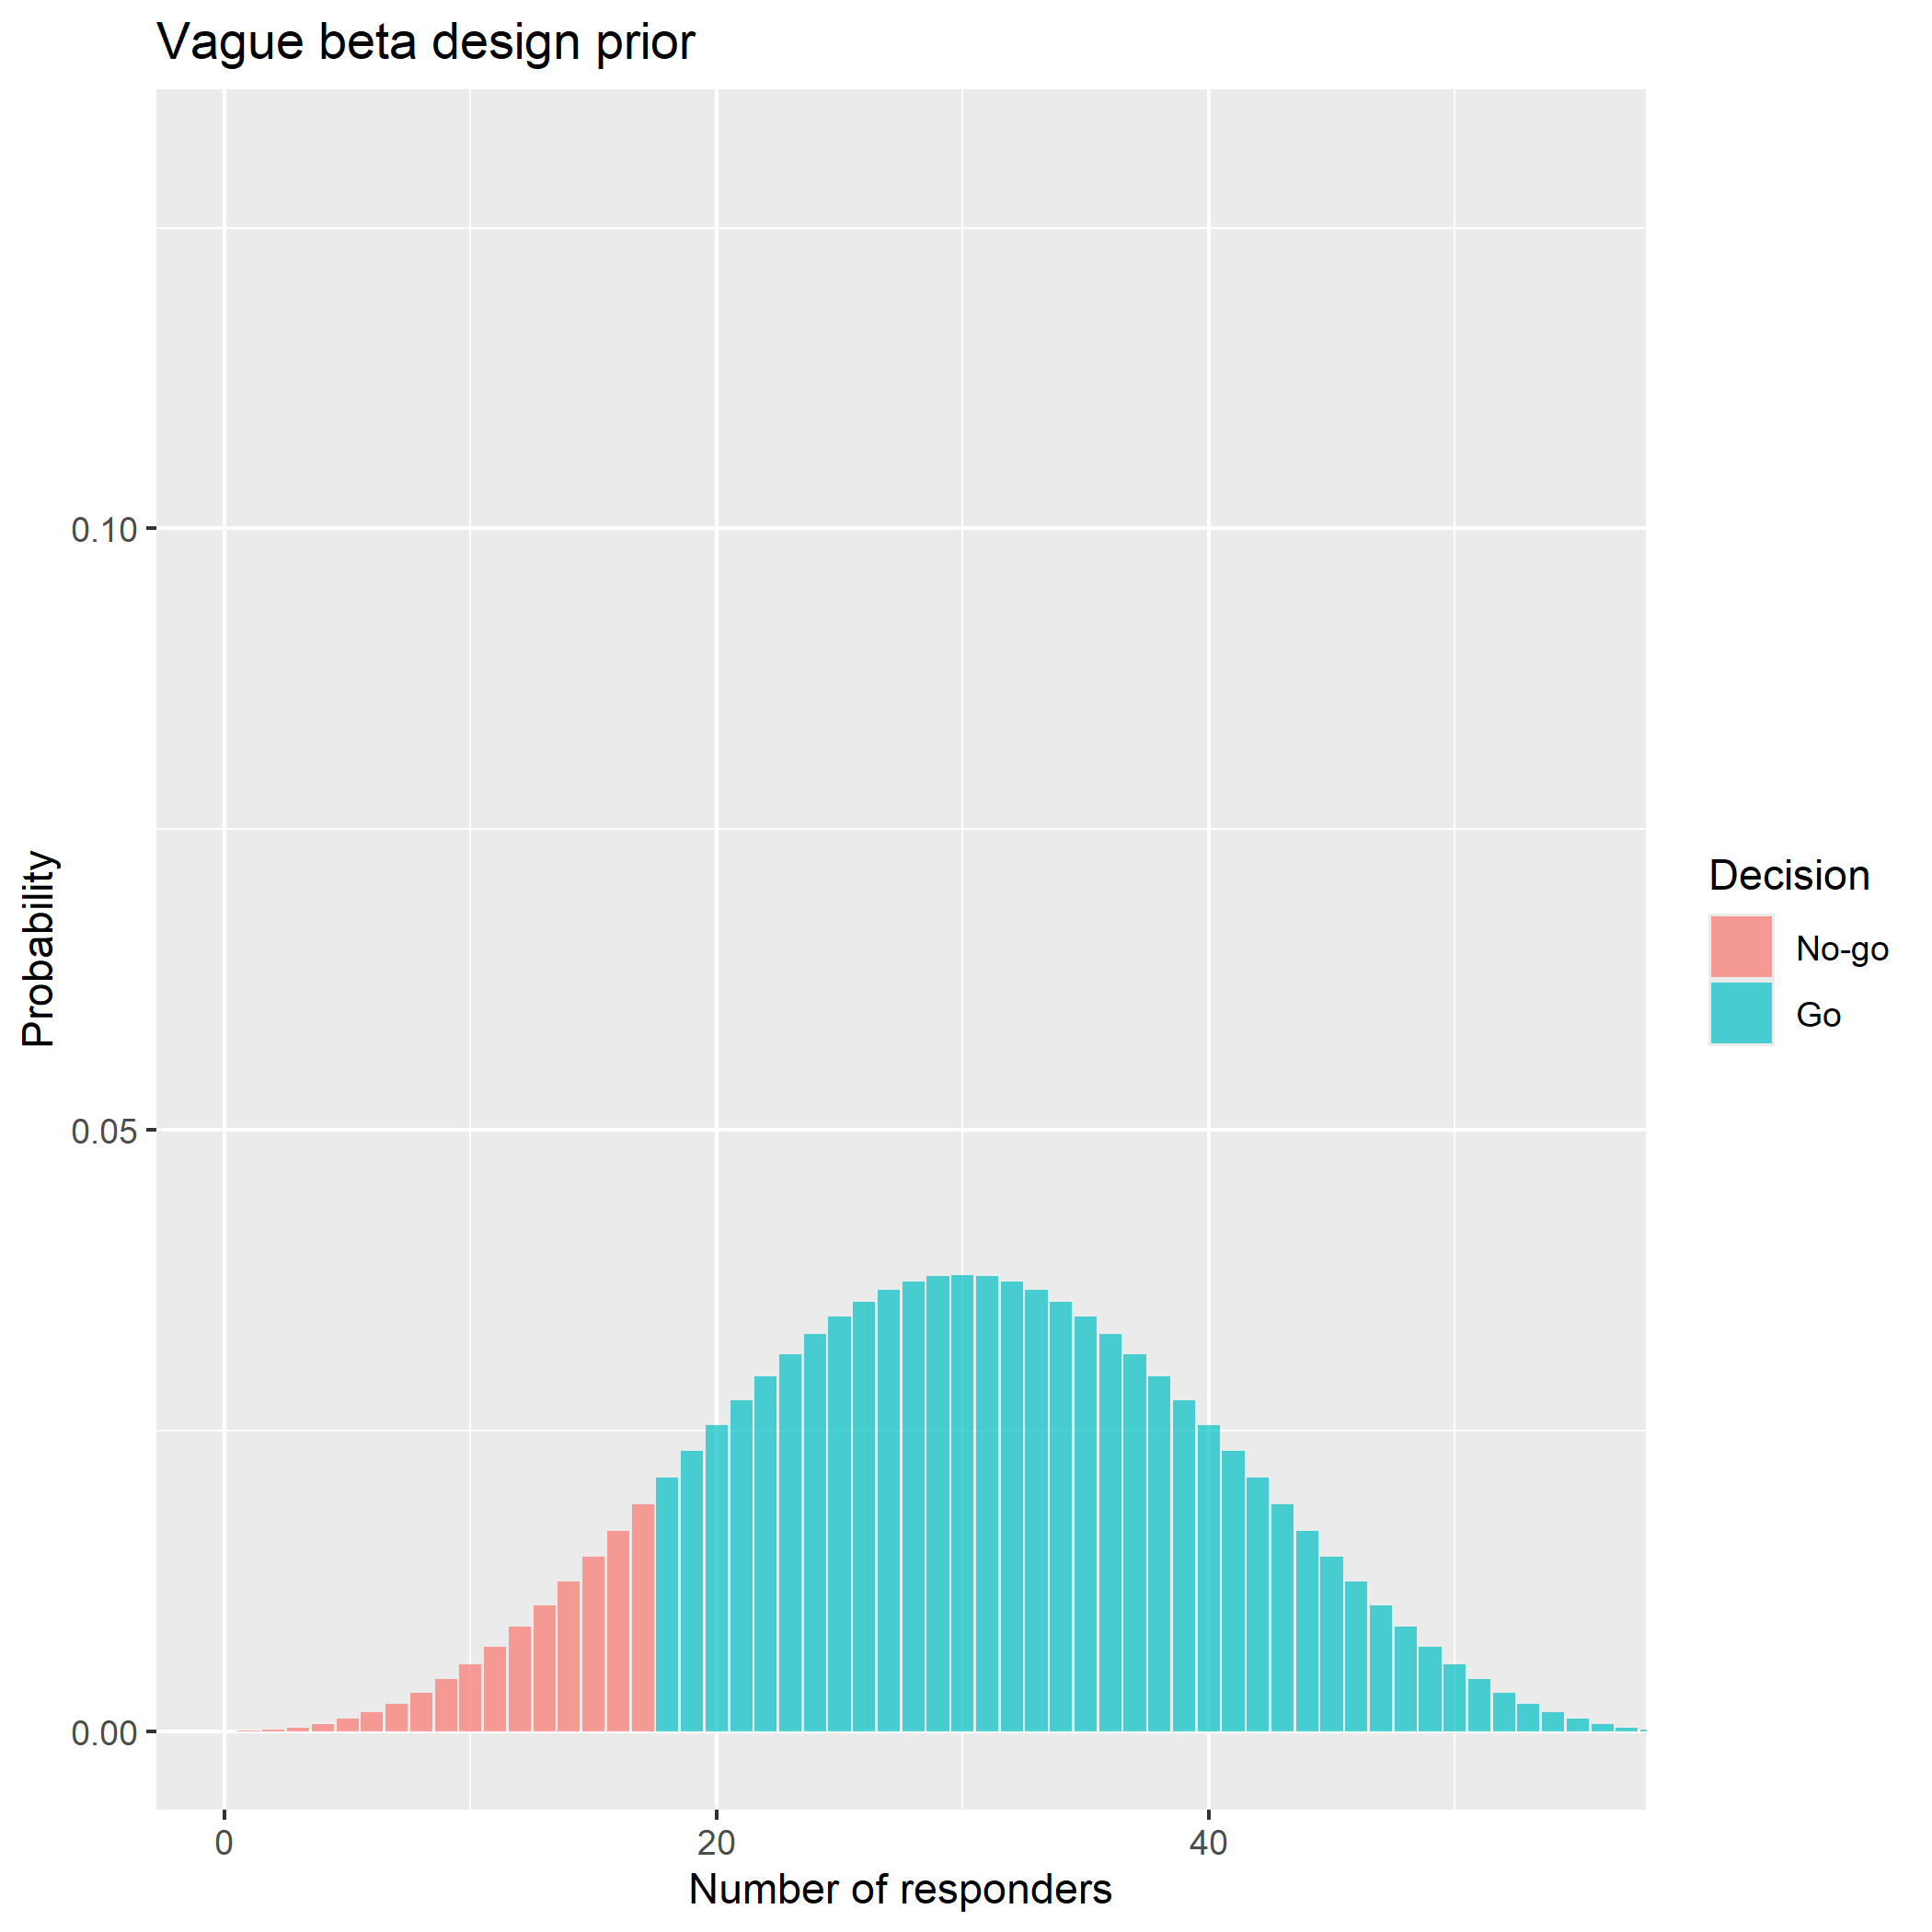 Vague beta design prior
0.10
0.05
0.00
Probability
0 20 40
Number of responders
Decision
No-go
Go